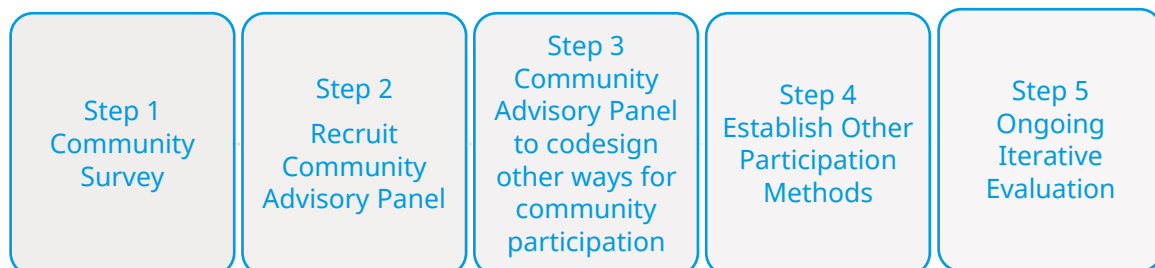 Step 1
Community
Survey
Step 2
Recruit
Community
Advisory Panel
Step 3
Community
Advisory Panel
to codesign
other ways for
community
participation
Step 4
Establish Other
Participation
Methods
Step 5
Ongoing
Iterative
Evaluation